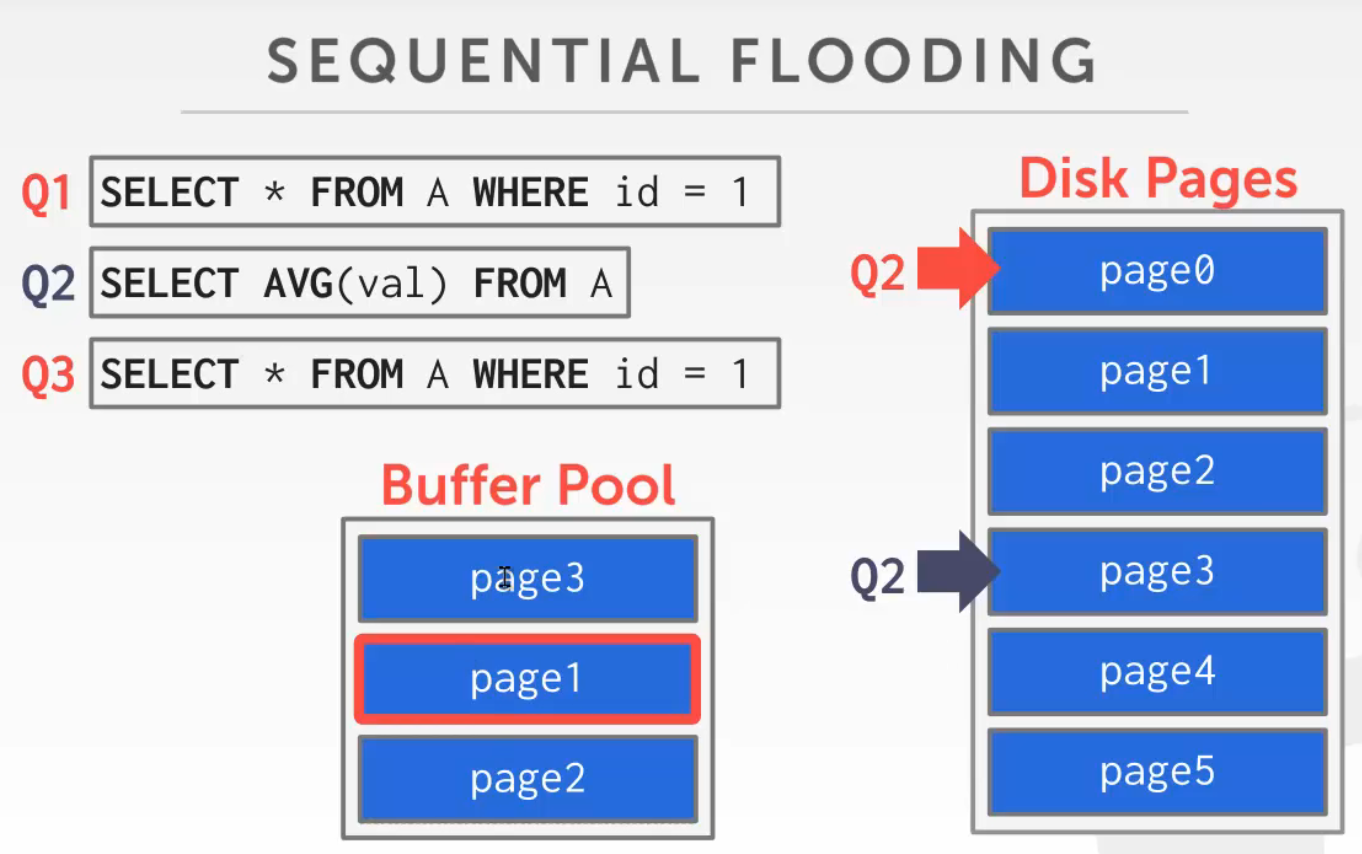 SEQUENTIAL FLOODING
Q1 SELECT * FROM A WHERE id = 1
Q2 SELECT AVG(val) FROM A
Q3 SELECT * FROM A WHERE id = 1
Buffer Pool
page3
page1
page2
Disk Pages
Q2 page0
page1
page2
Q2 page3
page4
page5